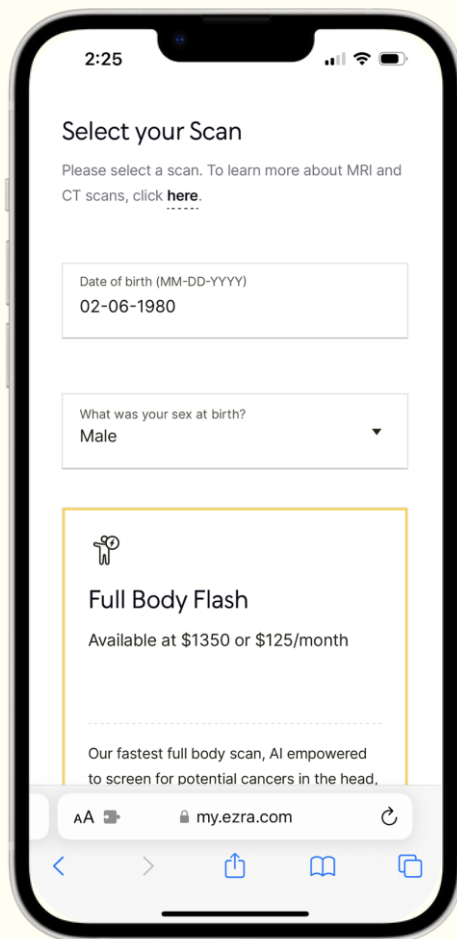 2:25
Select your Scan
Please select a scan. To learn more about MRI and
CT scans, click here.
Date of birth (MM-DD-YYYY)
02-06-1980
What was your sex at birth?
Male
Full Body Flash
Available at $1350 or $125/month
Our fastest full body scan, AI empowered
to screen for potential cancers in the head,
AA my.ezra.com